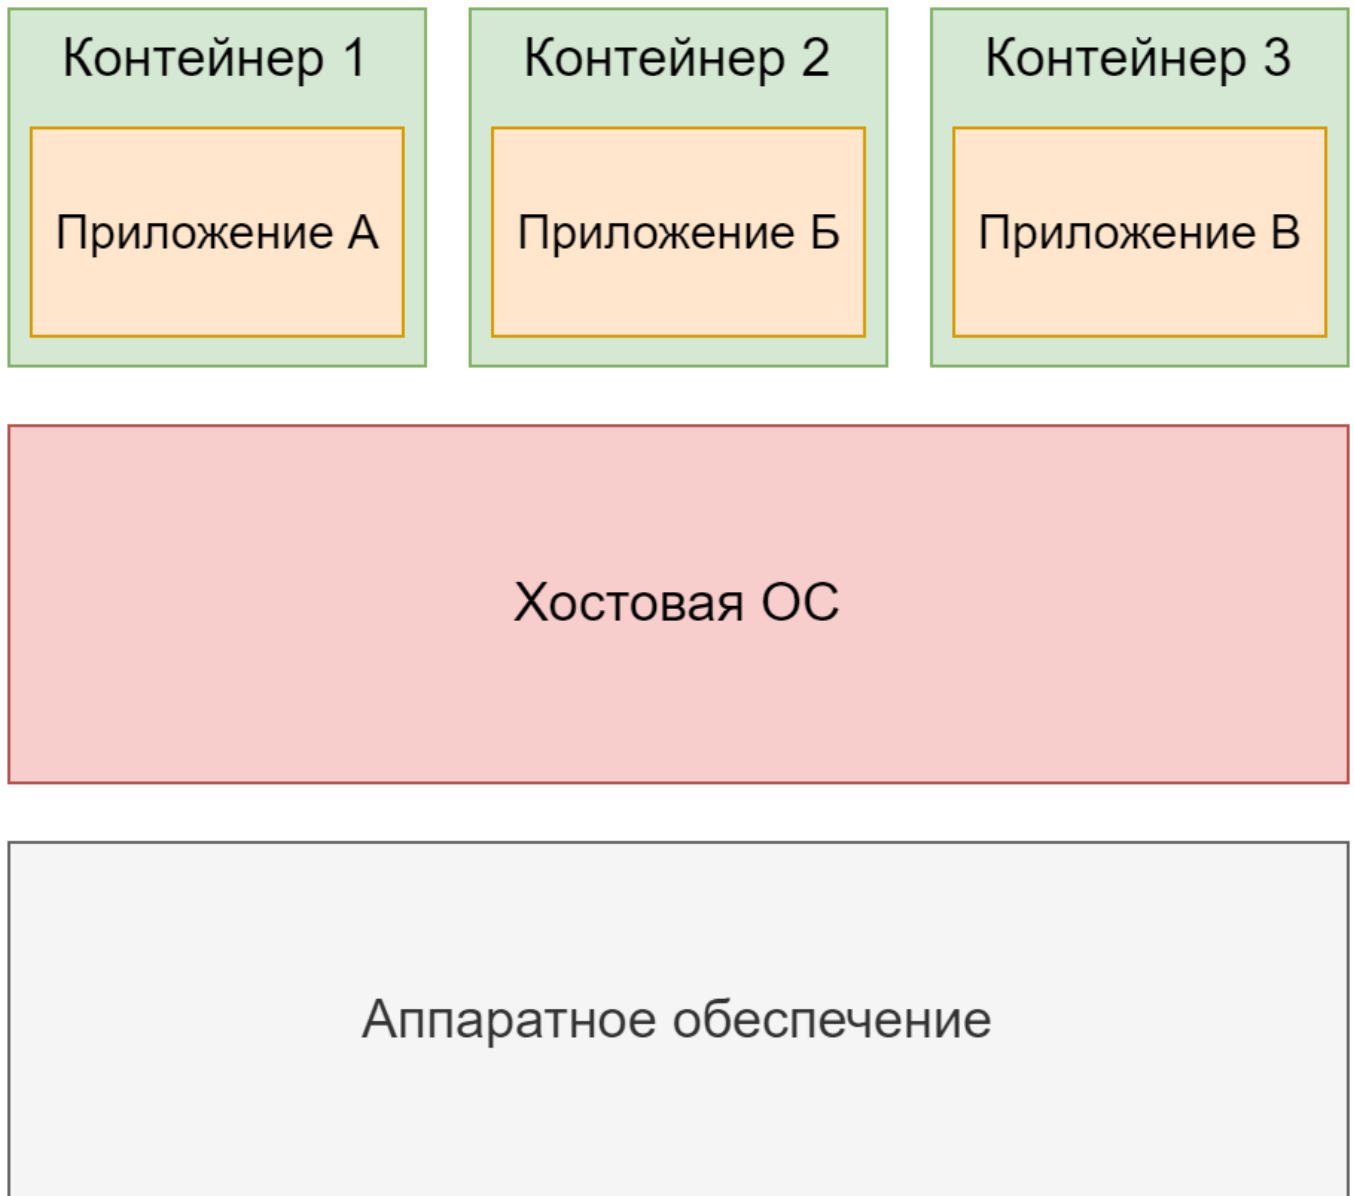 Контейнер 1
Контейнер 2
Контейнер 3
Приложение А
Приложение Б
Приложение В
Хостовая ОС
Аппаратное обеспечение